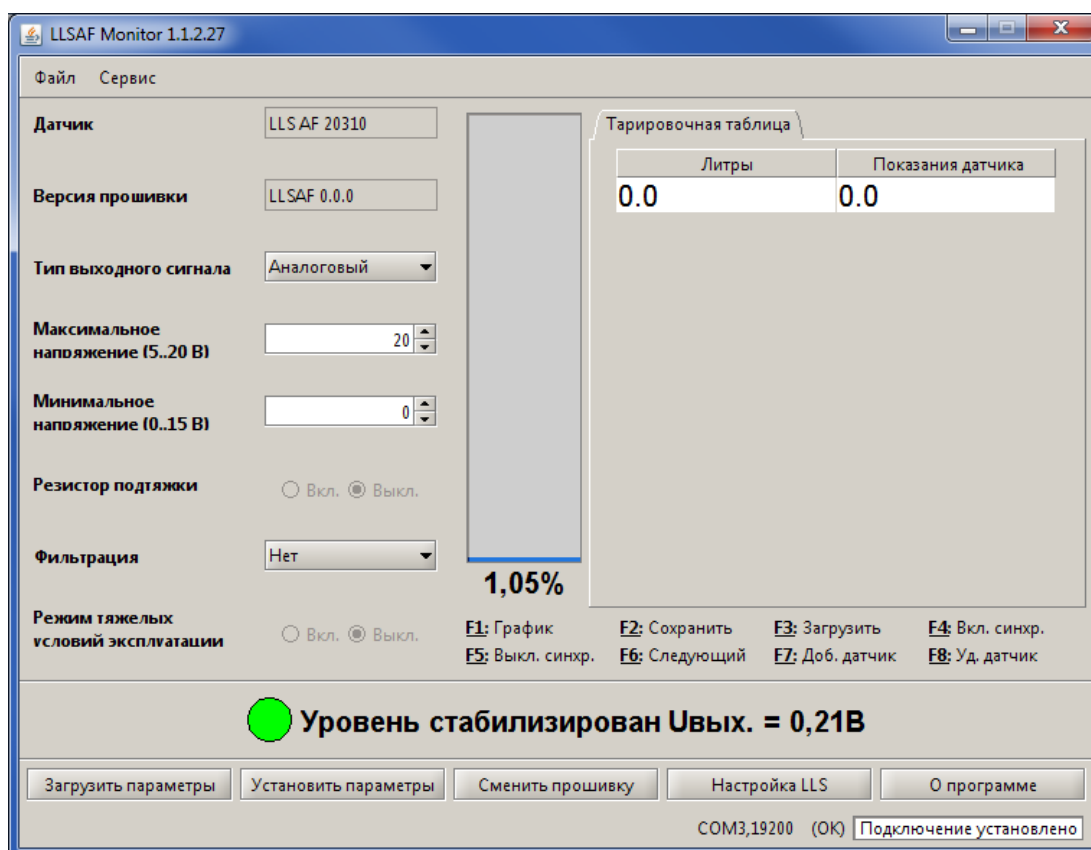 LLSAF Monitor 1.1.2.27
Файл Сервис
Датчик LLS AF 20310
Версия прошивки LLSAF 0.0.0
Тип выходного сигнала Аналоговый
Максимальное
напряжение (5..20 В) 20
Минимальное
напряжение (0..15 В) 0
Резистор подтяжки Вкл. Выкл.
Фильтрация Нет
Режим тяжелых
условий эксплуатации Вкл. Выкл.
1,05%
Тарировочная таблица
Литры Показания датчика
0.0 0.0
F1: График F2: Сохранить F3: Загрузить F4: Вкл. синхр.
F5: Выкл. синхр. F6: Следующий F7: Доб. датчик F8: Уд. датчик
Уровень стабилизирован Uвых. = 0,21В
Загрузить параметры Установить параметры Сменить прошивку Настройка LLS О программе
COM3,19200 (OK) Подключение установлено